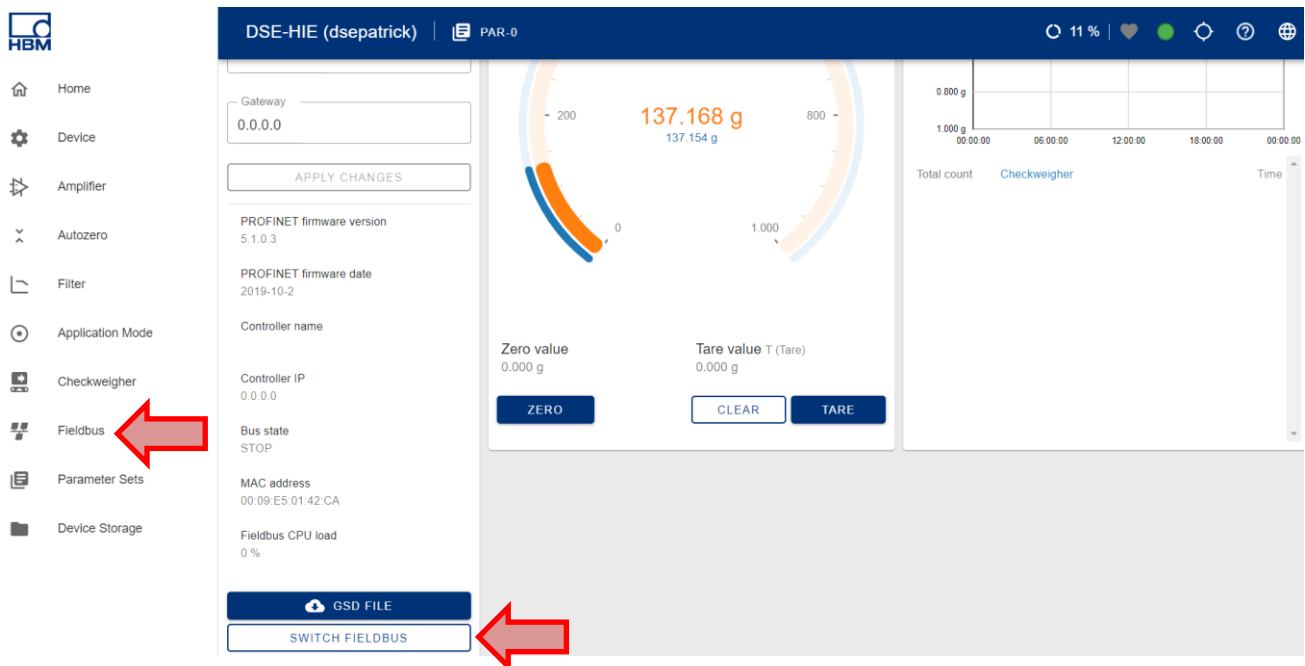 HBM
DSE-HIE (dsepatrick)
PAR-0
11 %
Home
Device
Amplifier
Autozero
Filter
Application Mode
Checkweigher
Fieldbus
Parameter Sets
Device Storage
Gateway
0.0.0.0
APPLY CHANGES
PROFINET firmware version
5.1.0.3
PROFINET firmware date
2019-10-2
Controller name
Controller IP
0.0.0.0
Bus state
STOP
MAC address
00:09:E5:01:42:CA
Fieldbus CPU load
0 %
GSD FILE
SWITCH FIELDBUS
200
137.168 g
800
137.154 g
0
1.000
Zero value
Tare value T (Tare)
0.000 g
0.000 g
ZERO
CLEAR
TARE
0.800 g
1.000 g
00:00:00
06:00:00
12:00:00
18:00:00
00:00:00
Total count
Checkweigher
Time